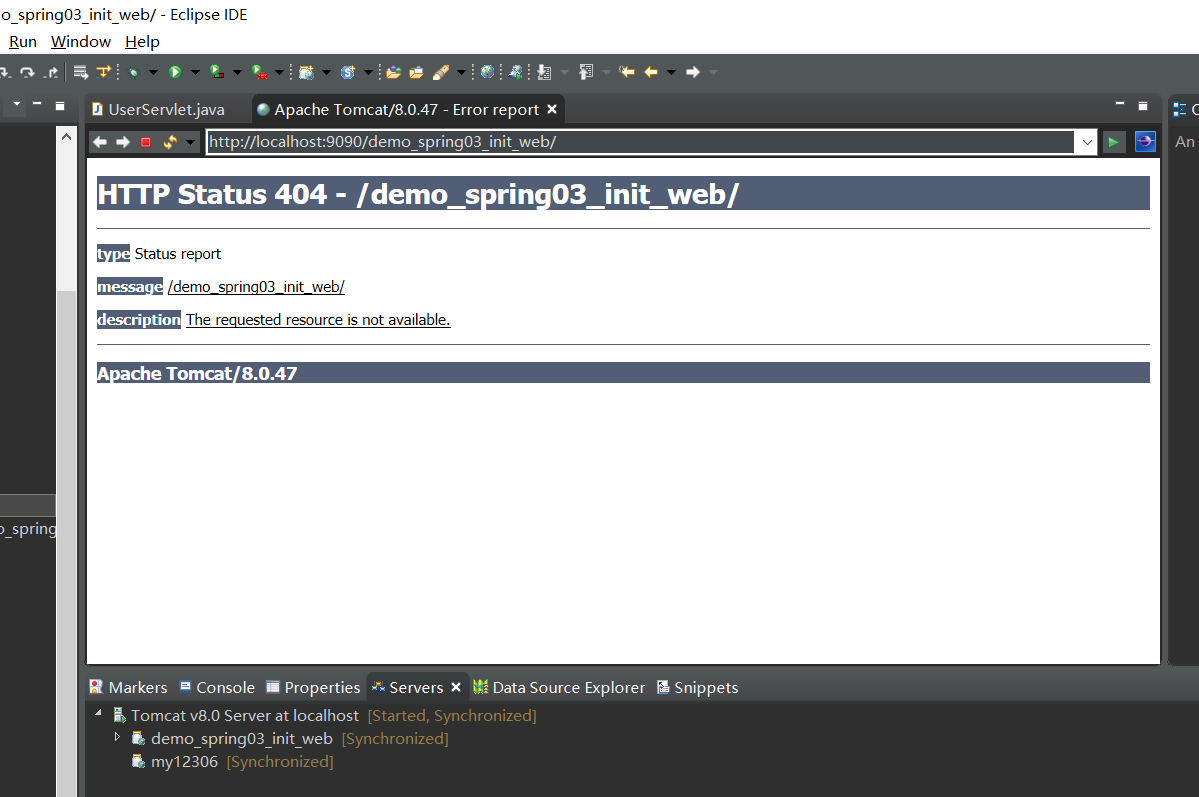 o_spring03_init_web/ - Eclipse IDE
Run Window Help
UserServlet.java Apache Tomcat/8.0.47 - Error report
http://localhost:9090/demo_spring03_init_web/
An
HTTP Status 404 - /demo_spring03_init_web/
type Status report
message /demo_spring03_init_web/
description The requested resource is not available.
Apache Tomcat/8.0.47
o_spring
Markers Console Properties Servers Data Source Explorer Snippets
Tomcat v8.0 Server at localhost [Started, Synchronized]
demo_spring03_init_web [Synchronized]
my12306 [Synchronized]